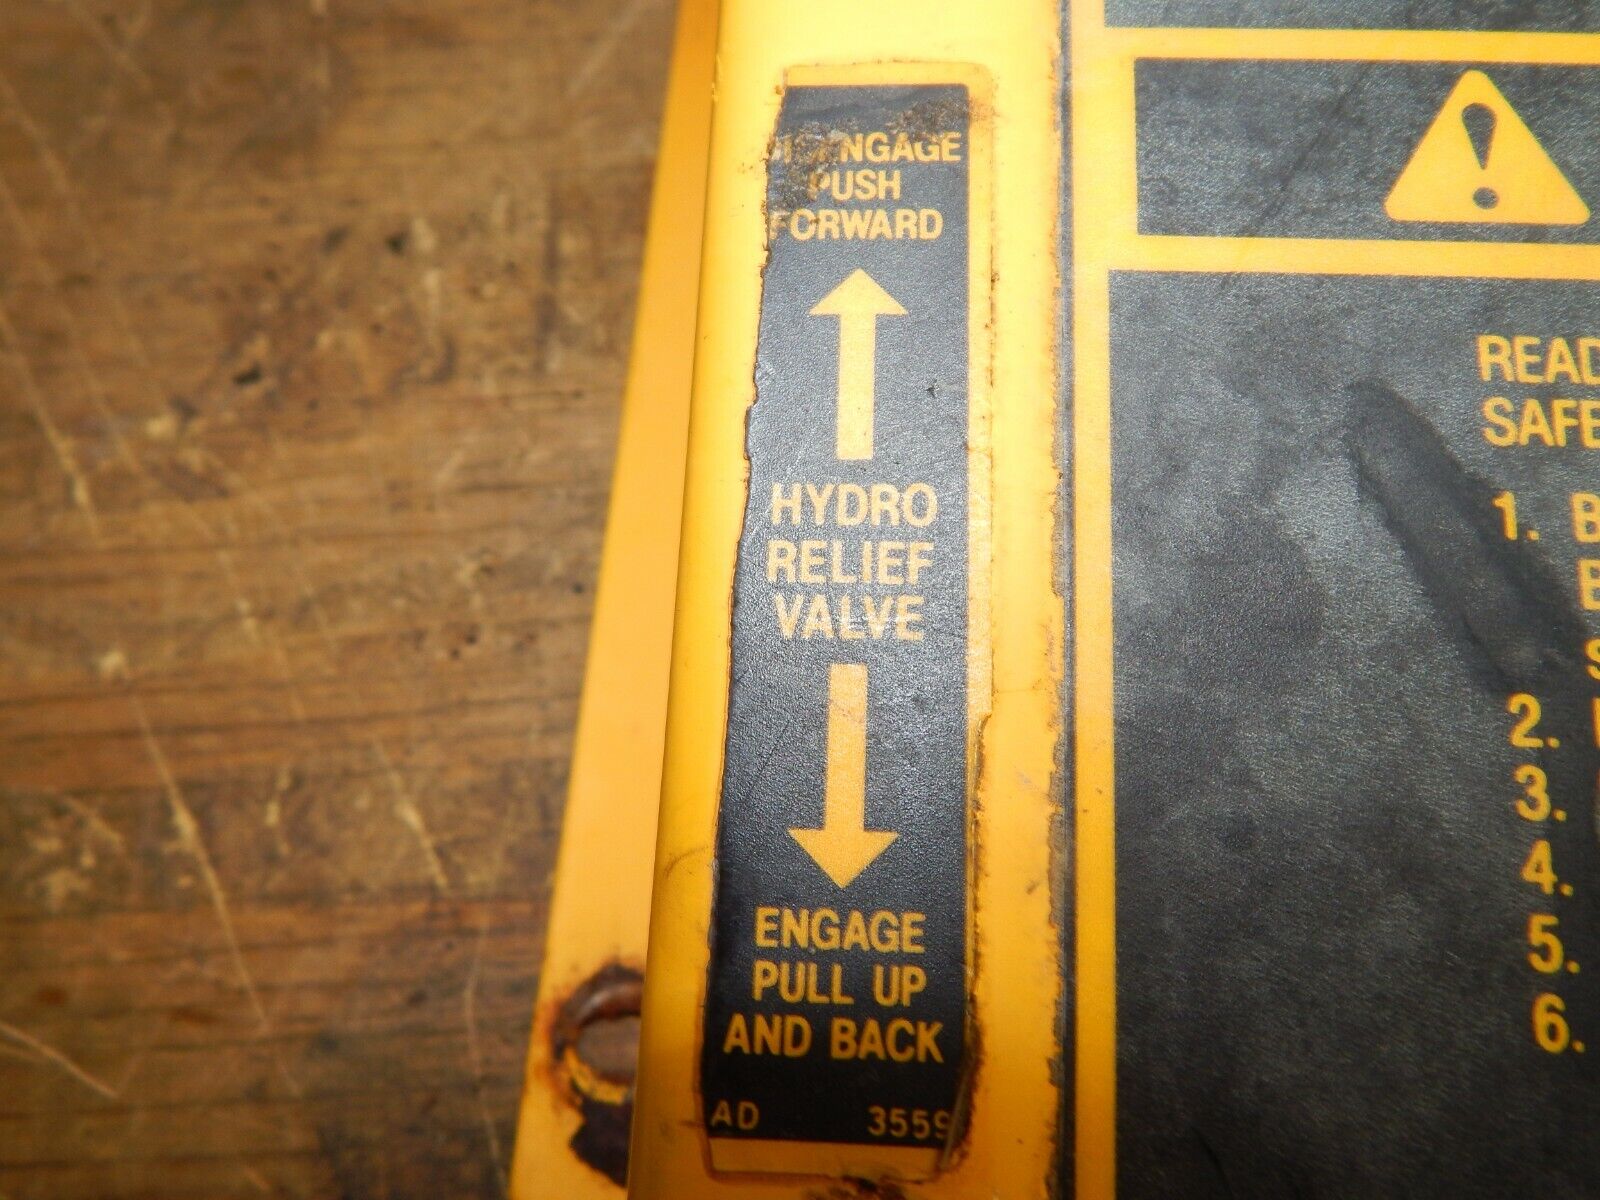 PUSH
FORWARD
HYDRO
RELIEF
VALVE
ENGAGE
PULL UP
AND BACK
AD 3559
READ
SAFE
1. B
E
S
2.
3.
4.
5.
6.